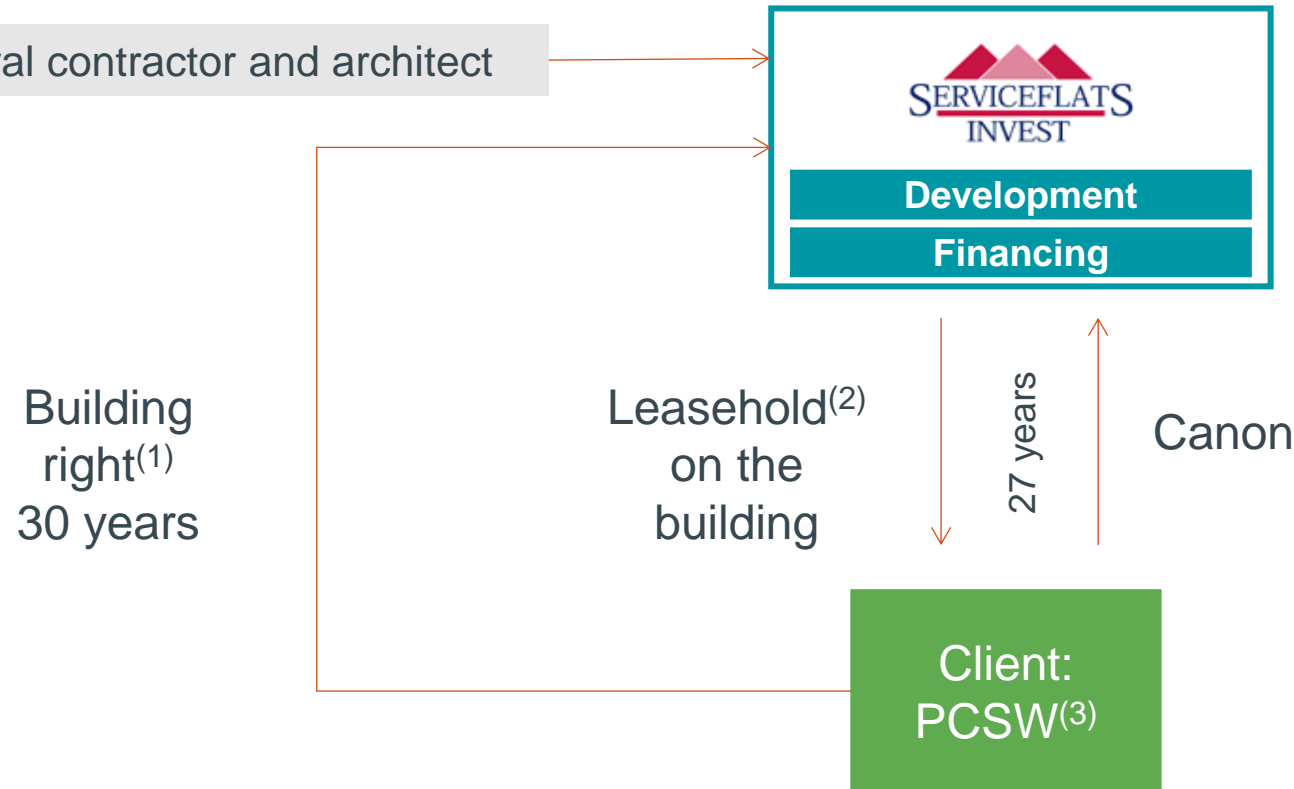 contractor and architect
SERVICEFLATS
INVEST
Development
Financing
Building
right(1)
30 years
Leasehold(2)
on the
building
27 years
Canon
Client:
PCSW(3)